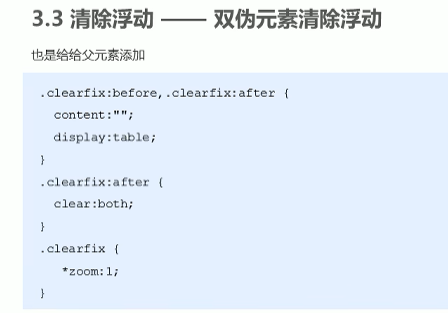 3.3 清除浮动 —— 双伪元素清除浮动
也是给给父元素添加
.clearfix:before,.clearfix:after {
  content:"";
  display:table;
}
.clearfix:after {
  clear:both;
}
.clearfix {
   *zoom:1;
}